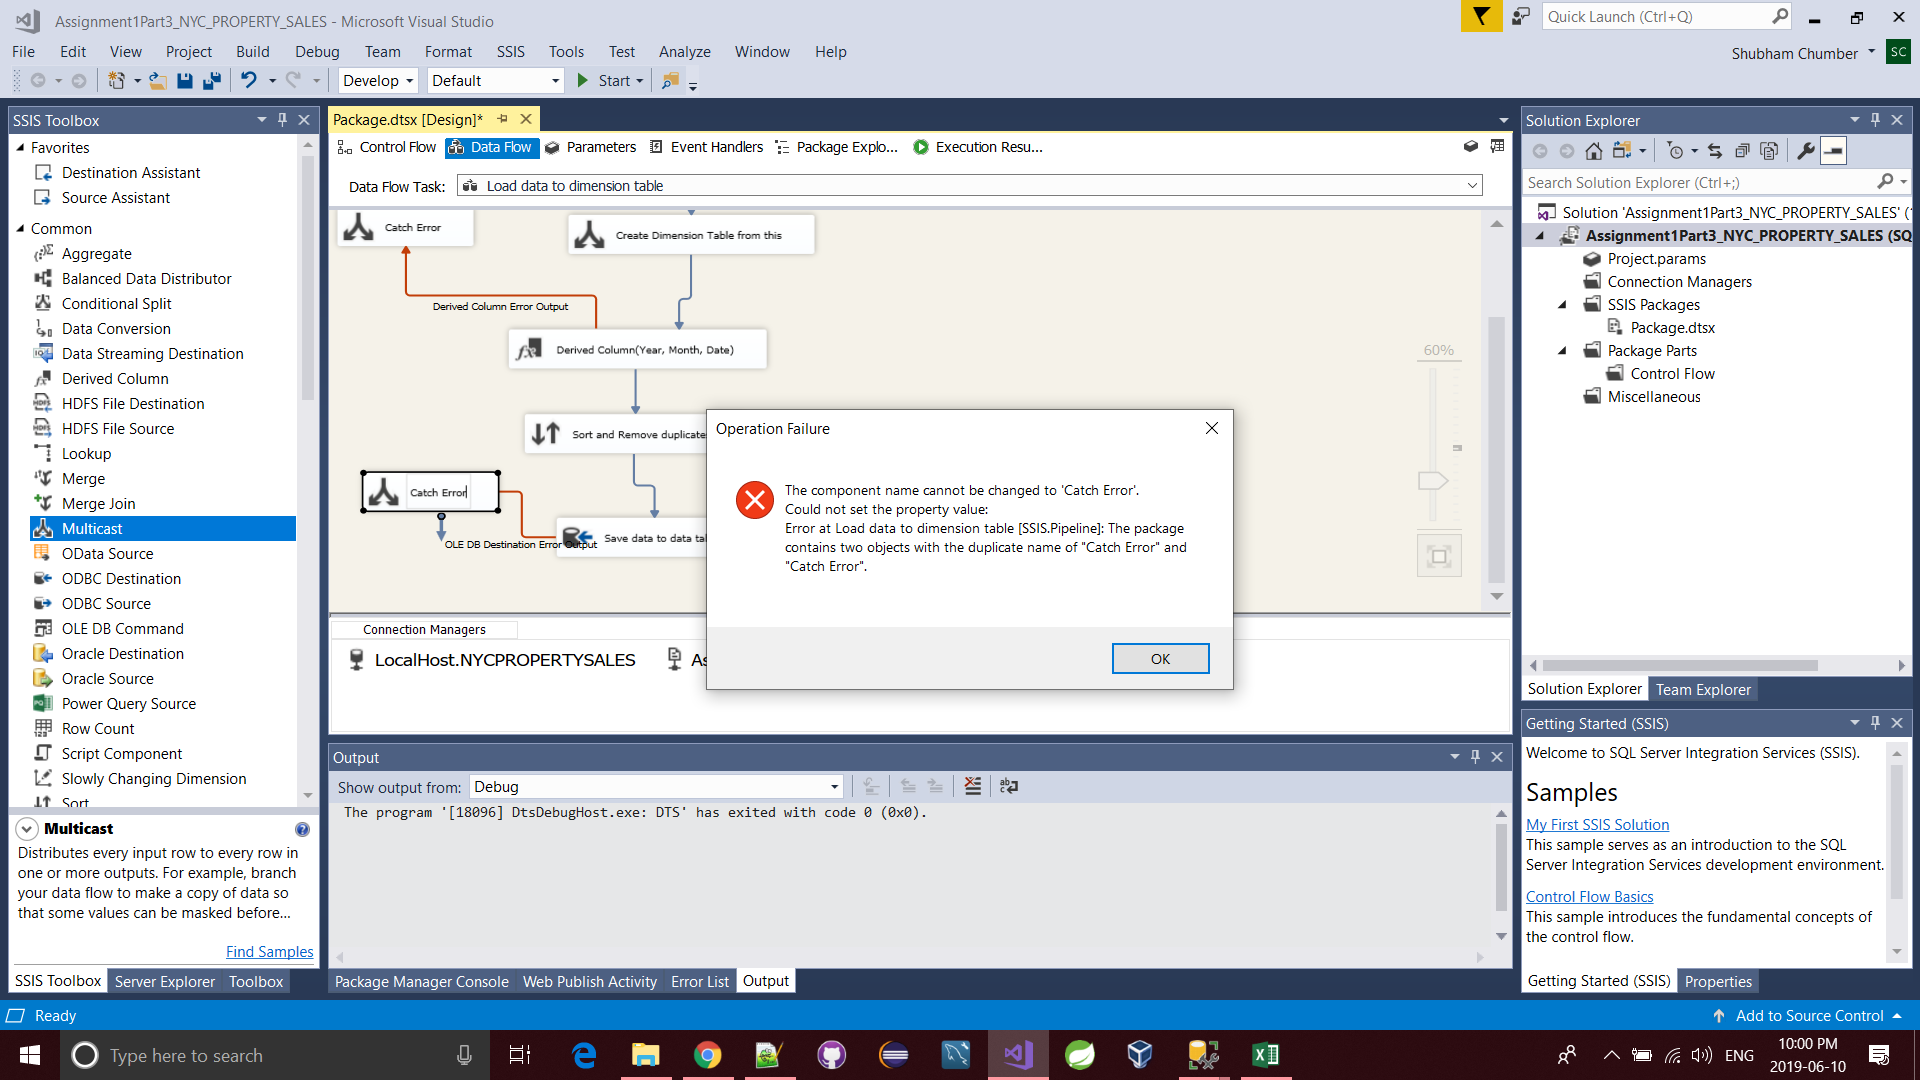 Assignment1Part3_NYC_PROPERTY_SALES - Microsoft Visual Studio
Quick Launch (Ctrl+Q)
File Edit View Project Build Debug Team Format SSIS Tools Test Analyze Window Help
Shubham Chumber
SC
Develop
Default
Start
SSIS Toolbox
Favorites
Destination Assistant
Source Assistant
Common
Aggregate
Balanced Data Distributor
Conditional Split
Data Conversion
Data Streaming Destination
Derived Column
HDFS File Destination
HDFS File Source
Lookup
Merge
Merge Join
Multicast
OData Source
ODBC Destination
ODBC Source
OLE DB Command
Oracle Destination
Oracle Source
Power Query Source
Row Count
Script Component
Slowly Changing Dimension
Sort
Multicast
Distributes every input row to every row in
one or more outputs. For example, branch
your data flow to make a copy of data so
that some values can be masked before...
Find Samples
SSIS Toolbox Server Explorer Toolbox
Package.dtsx [Design]*
Control Flow Data Flow Parameters Event Handlers Package Explo... Execution Resu...
Data Flow Task: Load data to dimension table
Catch Error
Create Dimension Table from this
Derived Column Error Output
Derived Column(Year, Month, Date)
60%
Sort and Remove duplicate
Catch Error
Save data to data tal
OLE DB Destination Error Output
Operation Failure
The component name cannot be changed to 'Catch Error'.
Could not set the property value:
Error at Load data to dimension table [SSIS.Pipeline]: The package
contains two objects with the duplicate name of "Catch Error" and
"Catch Error".
OK
Connection Managers
LocalHost.NYCPROPERTYSALES
As
Output
Show output from: Debug
The program '[18096] DtsDebugHost.exe: DTS' has exited with code 0 (0x0).
Package Manager Console Web Publish Activity Error List Output
Solution Explorer
Search Solution Explorer (Ctrl+;)
Solution 'Assignment1Part3_NYC_PROPERTY_SALES' (
Assignment1Part3_NYC_PROPERTY_SALES (SQ
Project.params
Connection Managers
SSIS Packages
Package.dtsx
Package Parts
Control Flow
Miscellaneous
Solution Explorer Team Explorer
Getting Started (SSIS)
Welcome to SQL Server Integration Services (SSIS).
Samples
My First SSIS Solution
This sample serves as an introduction to the SQL
Server Integration Services development environment.
Control Flow Basics
This sample introduces the fundamental concepts of
the control flow.
Getting Started (SSIS) Properties
Ready
Add to Source Control
Type here to search
ENG
10:00 PM
2019-06-10